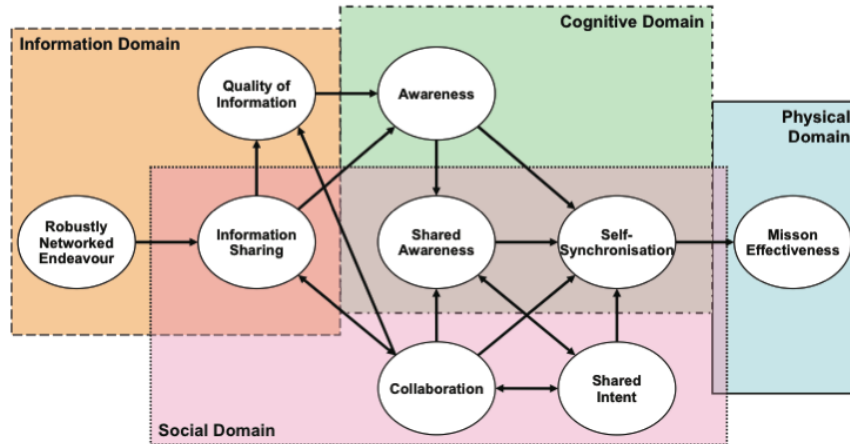 Information Domain
Cognitive Domain
Physical
Domain
Quality of
Information
Awareness
Robustly
Networked
Endeavour
Information
Sharing
Shared
Awareness
Self-
Synchronisation
Misson
Effectiveness
Collaboration
Shared
Intent
Social Domain